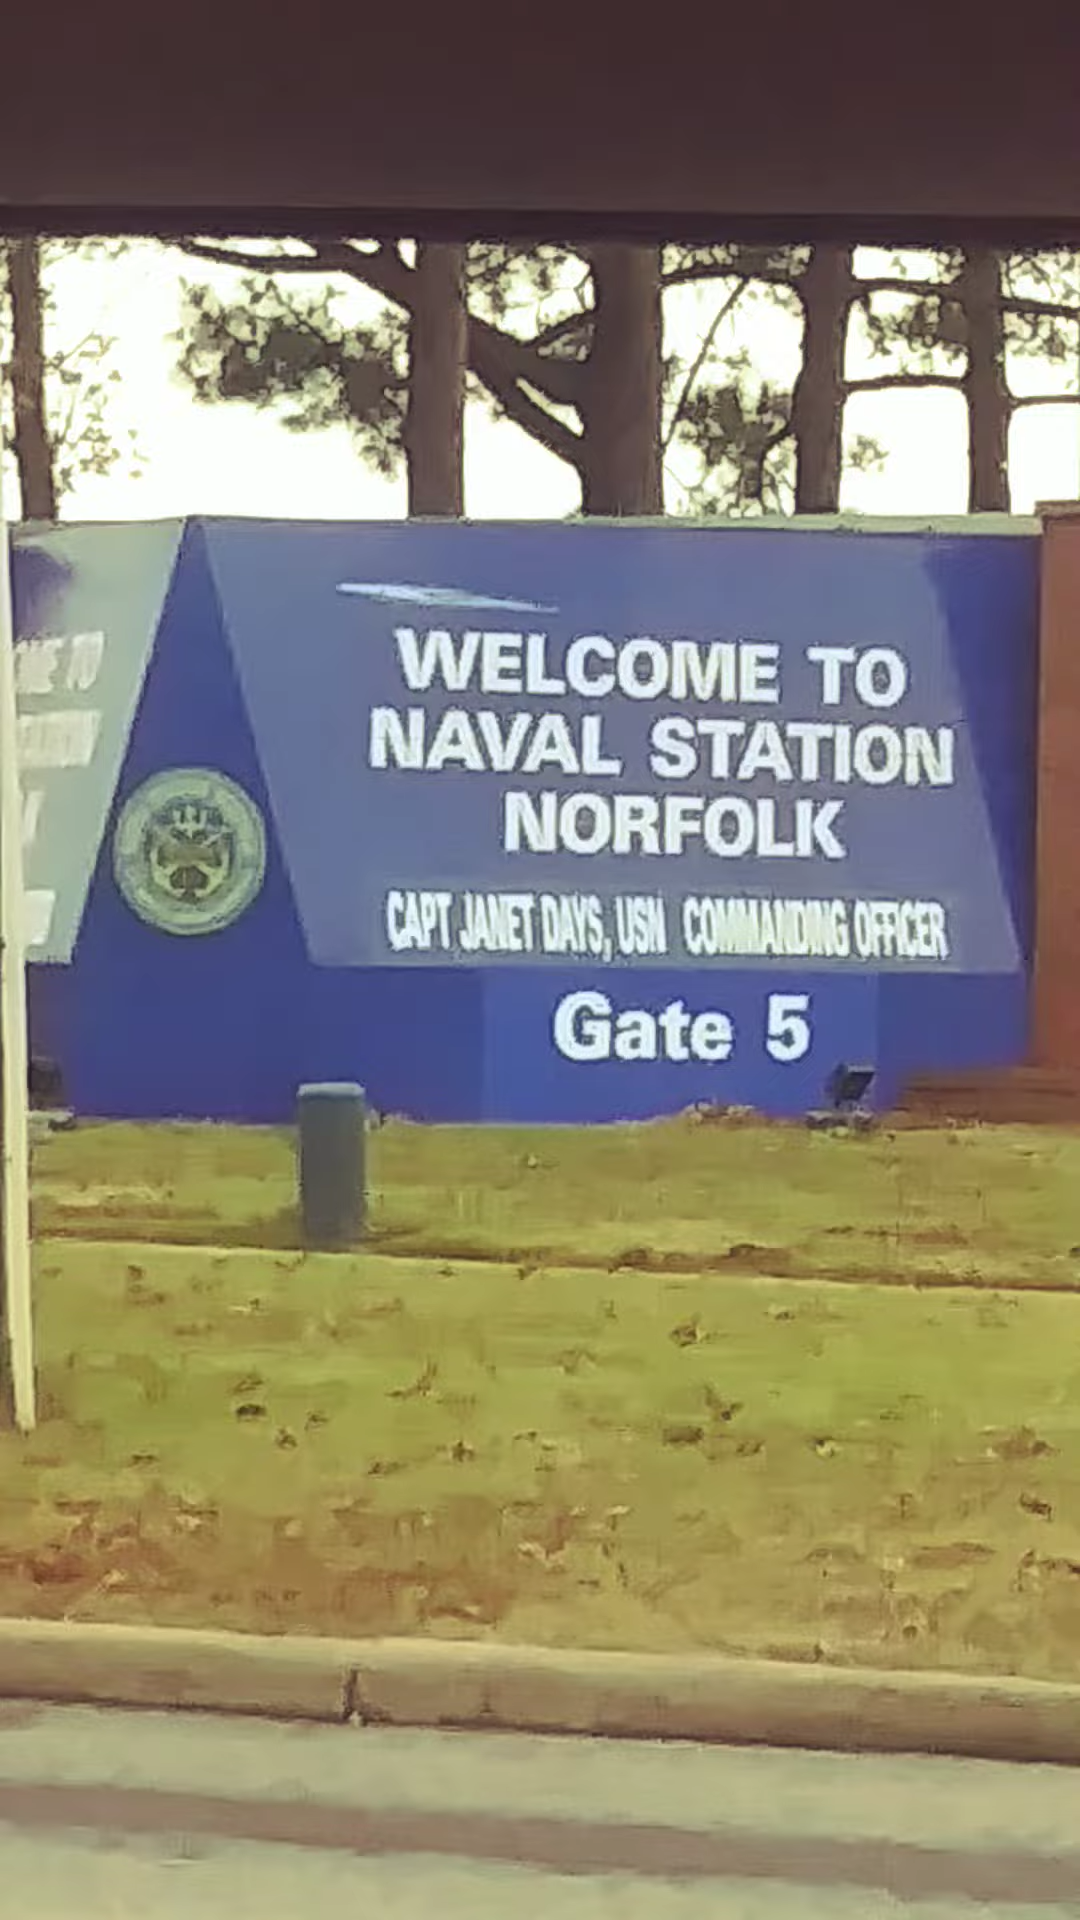 WELCOME TO
NAVAL STATION
NORFOLK
CAPT JANET DAYS, USN COMMANDING OFFICER
Gate 5